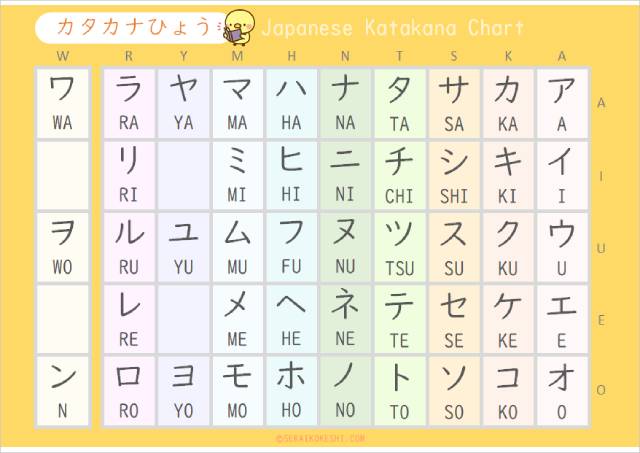 カタカナひょう Japanese Katakana Chart
W R Y M H N T S K A
ワ ラ ヤ マ ハ ナ タ サ カ ア A
WA RA YA MA HA NA TA SA KA A
リ ミ ヒ ニ チ シ キ イ I
RI MI HI NI CHI SHI KI I
ヲ ル ユ ム フ ヌ ツ ス ク ウ U
WO RU YU MU FU NU TSU SU KU U
レ メ ヘ ネ テ セ ケ エ E
RE ME HE NE TE SE KE E
ン ロ ヨ モ ホ ノ ト ソ コ オ O
N RO YO MO HO NO TO SO KO O